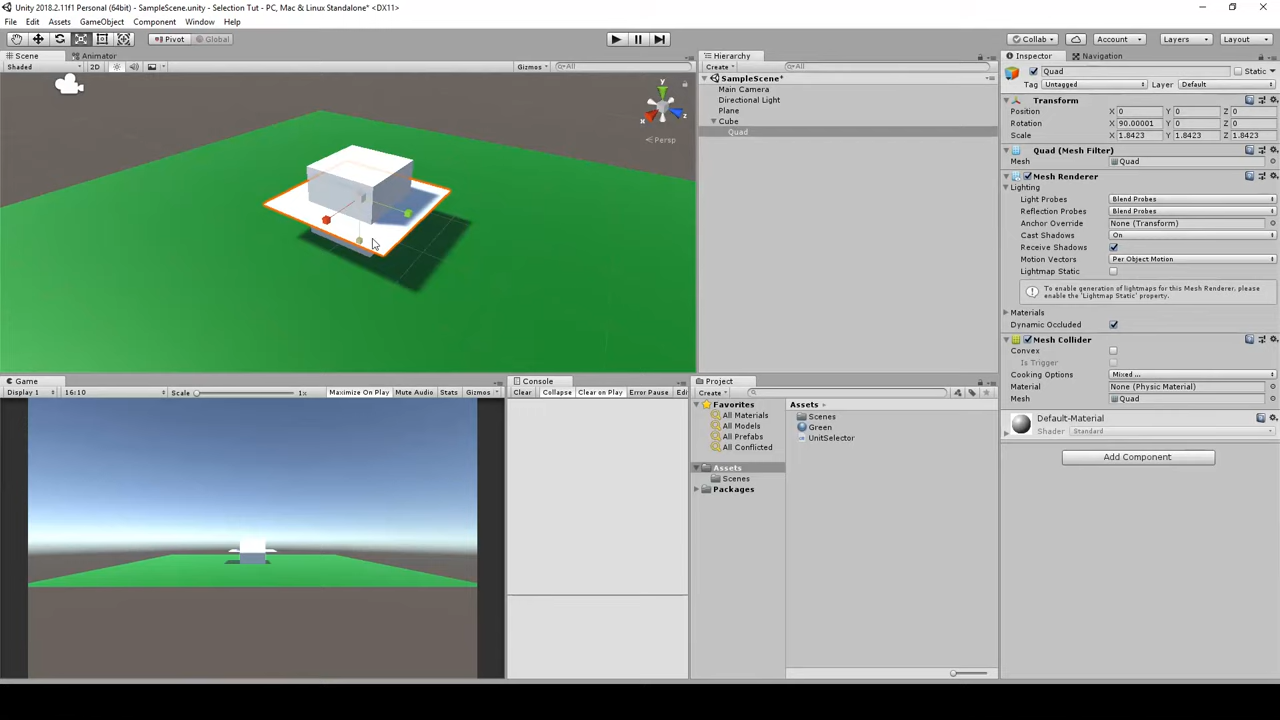 Unity 2018.2.11f1 Personal (64bit) - SampleScene.unity - Selection Tut - PC, Mac & Linux Standalone* <DX11>
File Edit Assets GameObject Component Window Help
Pivot Global Collab Account Layers Layout
Scene Animator
Shaded 2D Gizmos All
y x z
Persp
Hierarchy
Create All
SampleScene*
Main Camera
Directional Light
Plane
Cube
Quad
Inspector Navigation
Quad Static
Tag Untagged Layer Default
Transform
Position X 0 Y 0 Z 0
Rotation X 90.00001 Y 0 Z 0
Scale X 1.8423 Y 1.8423 Z 1.8423
Quad (Mesh Filter)
Mesh Quad
Mesh Renderer
Lighting
Light Probes Blend Probes
Reflection Probes Blend Probes
Anchor Override None (Transform)
Cast Shadows On
Receive Shadows
Motion Vectors Per Object Motion
Lightmap Static
To enable generation of lightmaps for this Mesh Renderer, please
enable the 'Lightmap Static' property.
Materials
Dynamic Occluded
Mesh Collider
Convex
Is Trigger
Cooking Options Mixed ...
Material None (Physic Material)
Mesh Quad
Default-Material
Shader Standard
Add Component
Game
Display 1 16:10 Scale 1x Maximize On Play Mute Audio Stats Gizmos
Console
Clear Collapse Clear on Play Error Pause Edi
Project
Create
Favorites
All Materials
All Models
All Prefabs
All Conflicted
Assets
Scenes
Packages
Assets
Scenes
Green
UnitSelector